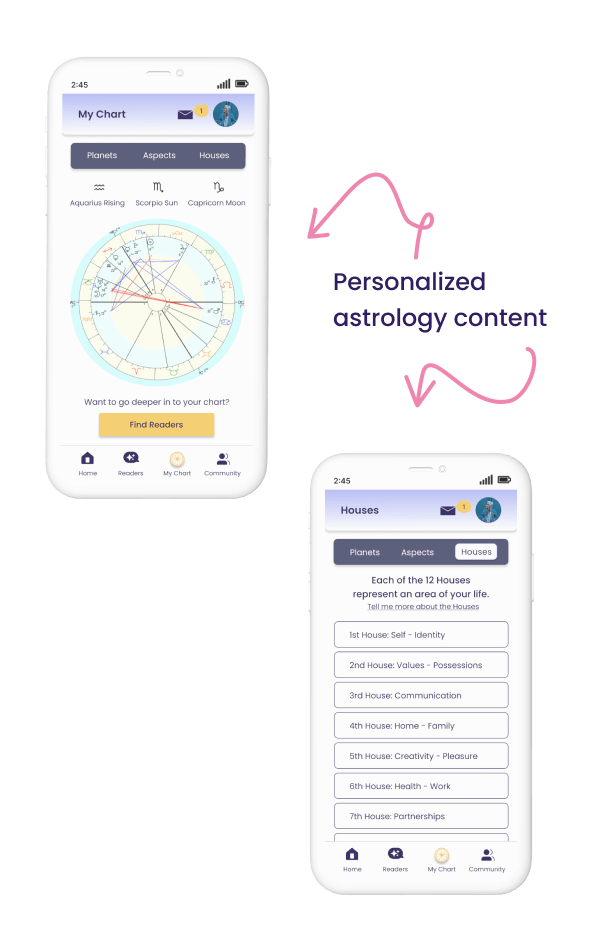 2:45
My Chart
1
Planets Aspects Houses
♒ ♏ ♑
Aquarius Rising Scorpio Sun Capricorn Moon
Want to go deeper in to your chart?
Find Readers
Home Readers My Chart Community
Personalized
astrology content
2:45
Houses
1
Planets Aspects Houses
Each of the 12 Houses
represent an area of your life.
Tell me more about the Houses
1st House: Self - Identity
2nd House: Values - Possessions
3rd House: Communication
4th House: Home - Family
5th House: Creativity - Pleasure
6th House: Health - Work
7th House: Partnerships
Home Readers My Chart Community